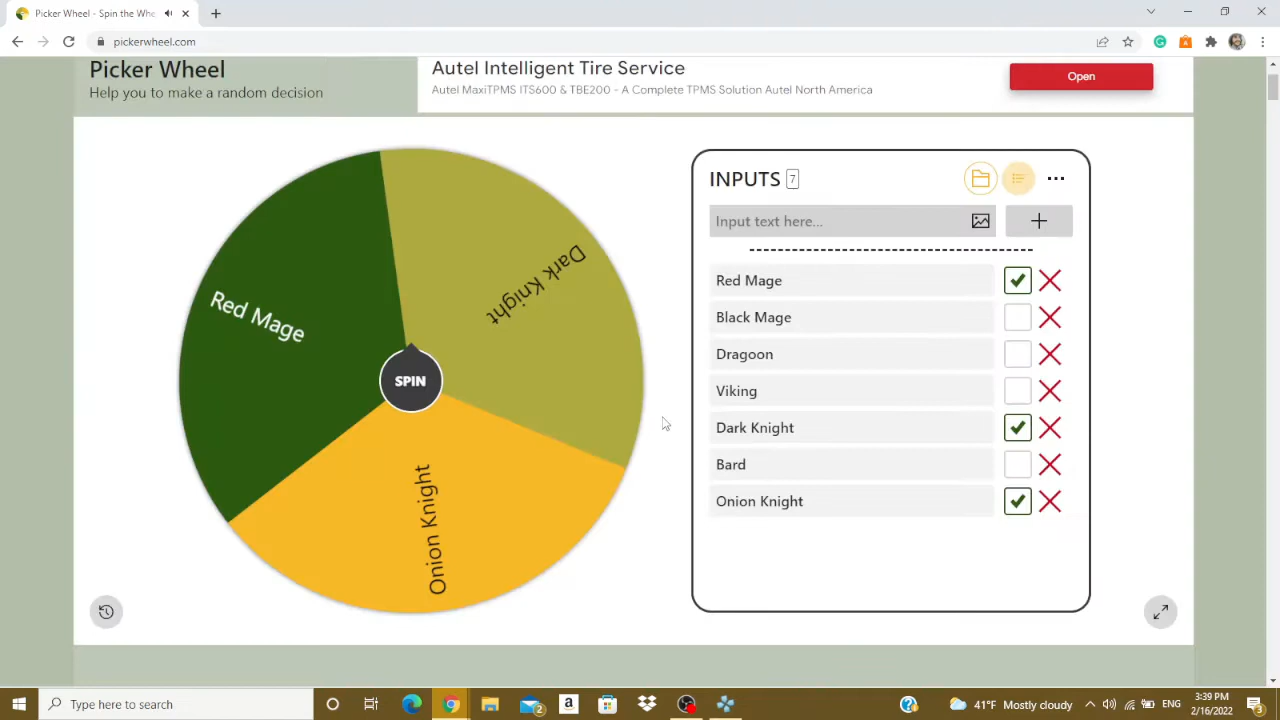 Picker Wheel - Spin the Whe
pickerwheel.com
Picker Wheel
Help you to make a random decision
Autel Intelligent Tire Service
Autel MaxiTPMS ITS600 & TBE200 - A Complete TPMS Solution Autel North America
Open
Red Mage
Dark Knight
Onion Knight
SPIN
INPUTS 7
Input text here...
Red Mage
Black Mage
Dragoon
Viking
Dark Knight
Bard
Onion Knight
Type here to search
2
a
41°F Mostly cloudy
ENG
3:39 PM
2/16/2022
3